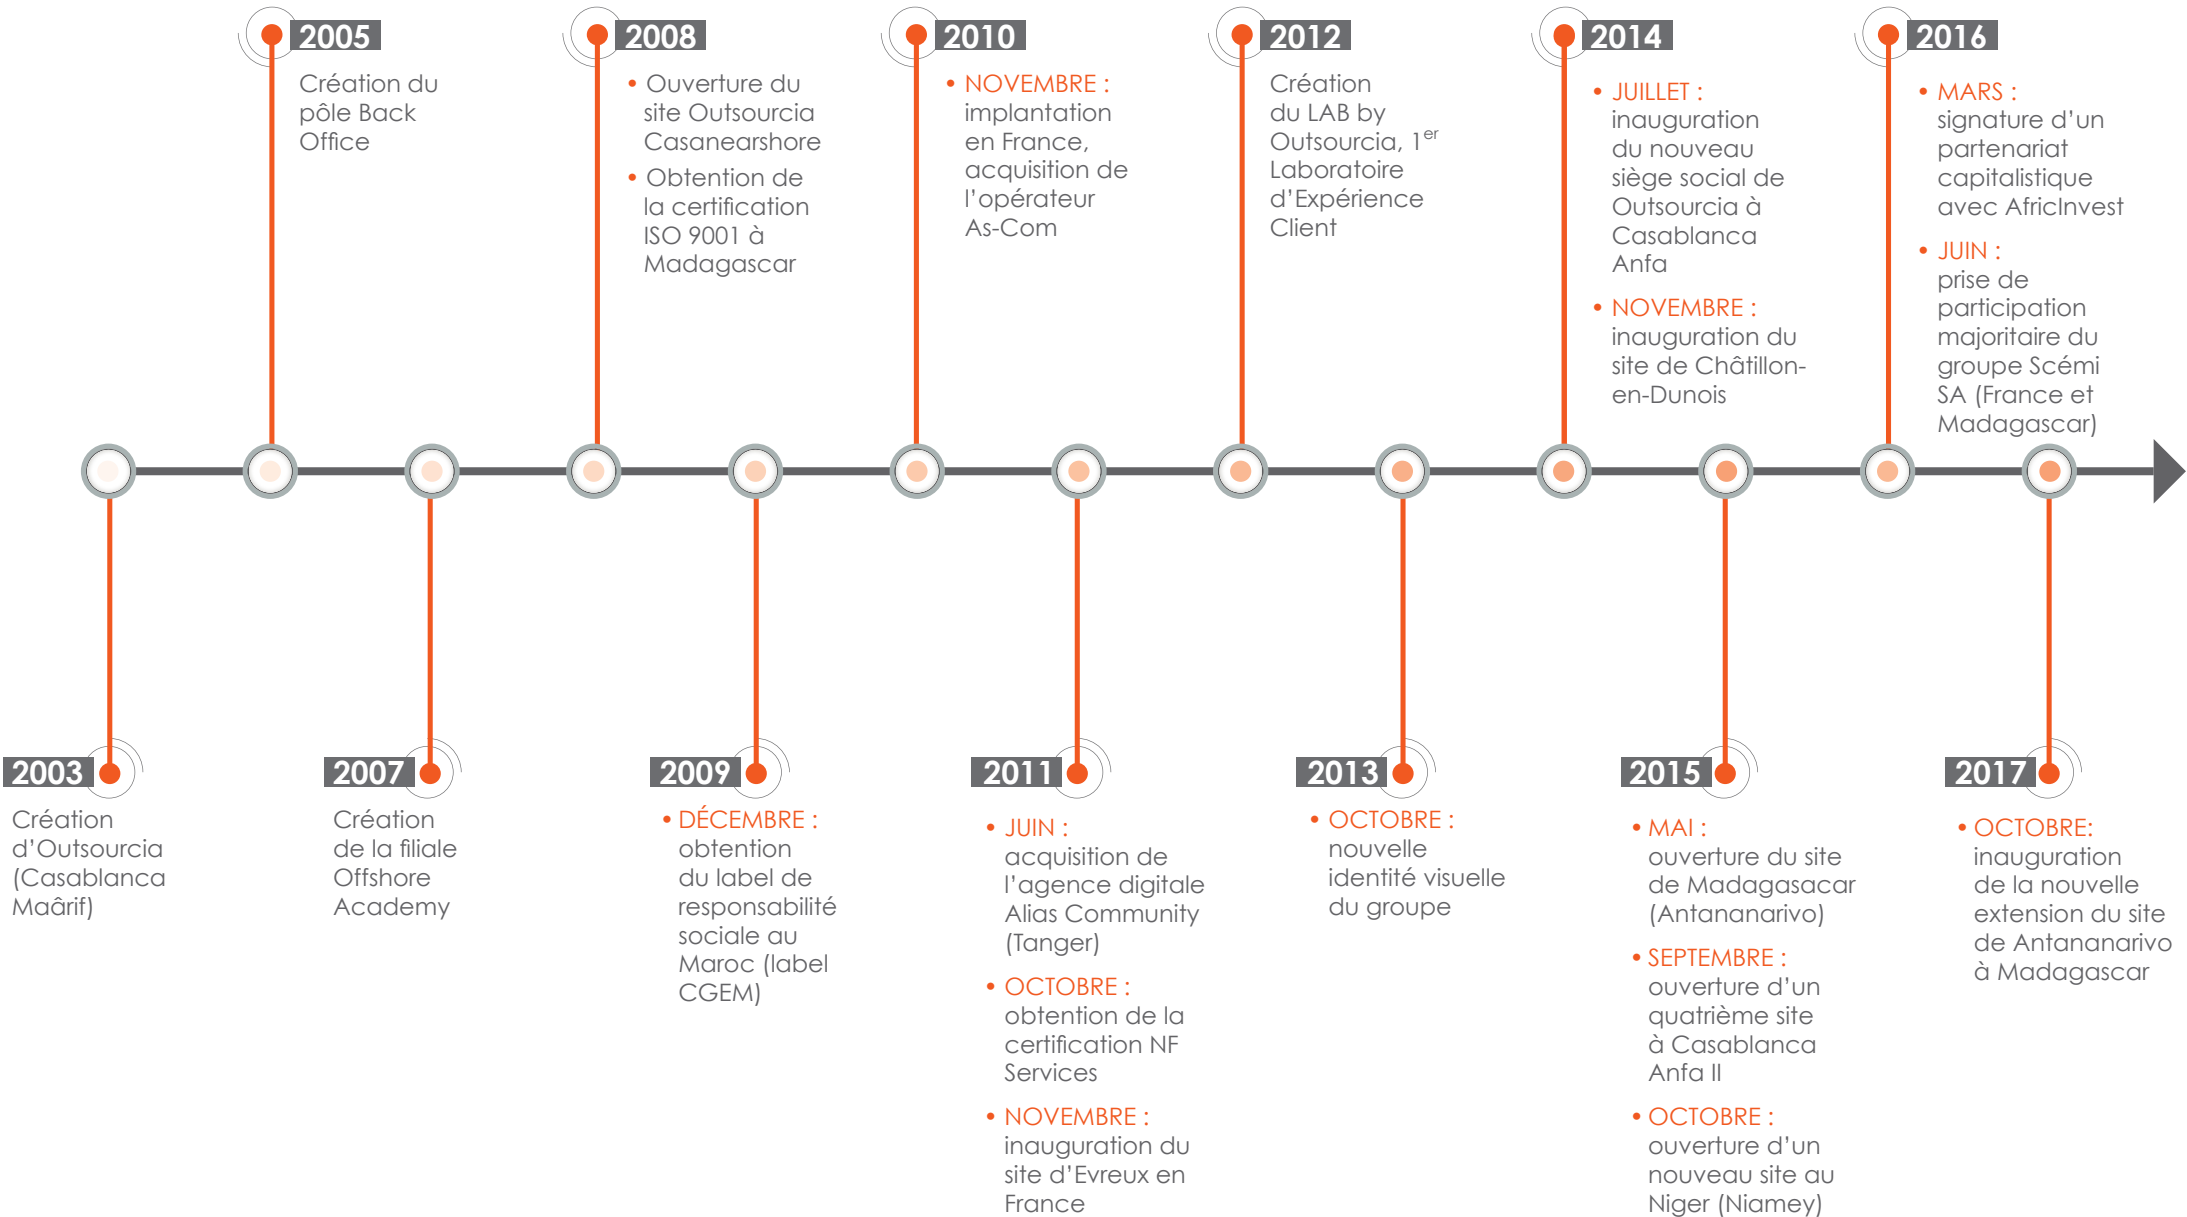 2005
Création du
pôle Back
Office
2008
• Ouverture du
site Outsourcia
Casanearshore
• Obtention de
la certification
ISO 9001 à
Madagascar
2010
• NOVEMBRE :
implantation
en France,
acquisition de
l’opérateur
As-Com
2012
Création
du LAB by
Outsourcia, 1er
Laboratoire
d’Expérience
Client
2014
• JUILLET :
inauguration
du nouveau
siège social de
Outsourcia à
Casablanca
Anfa
• NOVEMBRE :
inauguration du
site de Châtillon-
en-Dunois
2016
• MARS :
signature d’un
partenariat
capitalistique
avec AfricInvest
• JUIN :
prise de
participation
majoritaire du
groupe Scémi
SA (France et
Madagascar)
2003
Création
d’Outsourcia
(Casablanca
Maârif)
2007
Création
de la filiale
Offshore
Academy
2009
• DÉCEMBRE :
obtention
du label de
responsabilité
sociale au
Maroc (label
CGEM)
2011
• JUIN :
acquisition de
l’agence digitale
Alias Community
(Tanger)
• OCTOBRE :
obtention de la
certification NF
Services
• NOVEMBRE :
inauguration du
site d’Evreux en
France
2013
• OCTOBRE :
nouvelle
identité visuelle
du groupe
2015
• MAI :
ouverture du site
de Madagasacar
(Antananarivo)
• SEPTEMBRE :
ouverture d’un
quatrième site
à Casablanca
Anfa II
• OCTOBRE :
ouverture d’un
nouveau site au
Niger (Niamey)
2017
• OCTOBRE:
inauguration
de la nouvelle
extension du site
de Antananarivo
à Madagascar